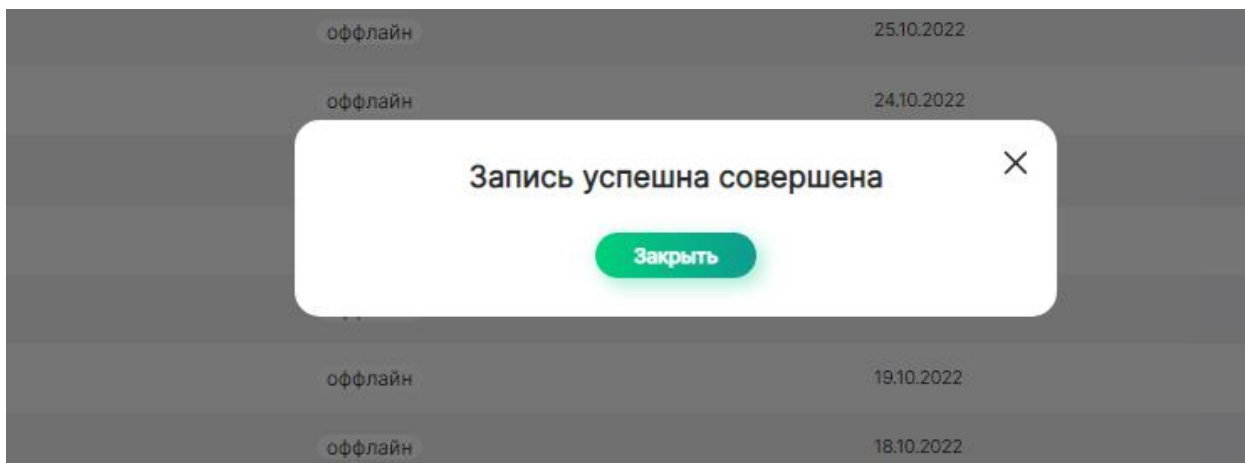 оффлайн 25.10.2022
оффлайн 24.10.2022
Запись успешна совершена
Закрыть
оффлайн 19.10.2022
оффлайн 18.10.2022